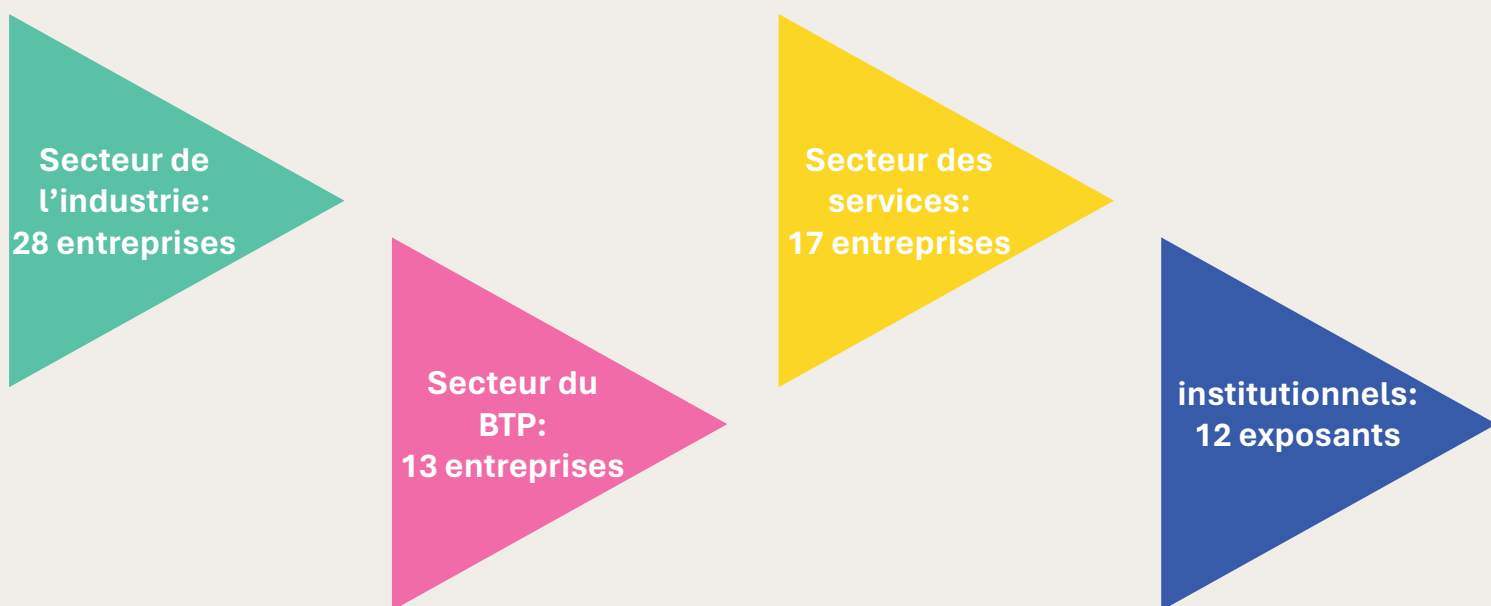 Secteur de
l’industrie:
28 entreprises
Secteur du
BTP:
13 entreprises
Secteur des
services:
17 entreprises
institutionnels:
12 exposants